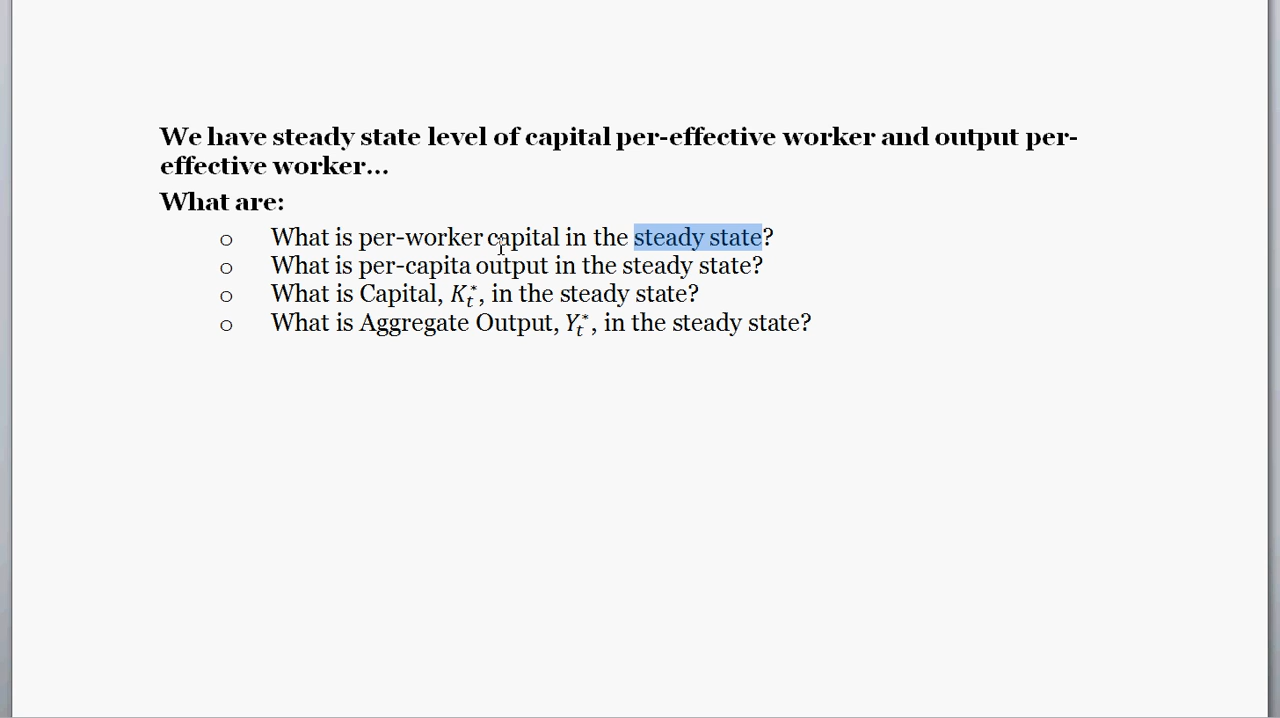 We have steady state level of capital per-effective worker and output per-
effective worker...
What are:
o What is per-worker capital in the steady state?
o What is per-capita output in the steady state?
o What is Capital, Kₜ*, in the steady state?
o What is Aggregate Output, Yₜ*, in the steady state?